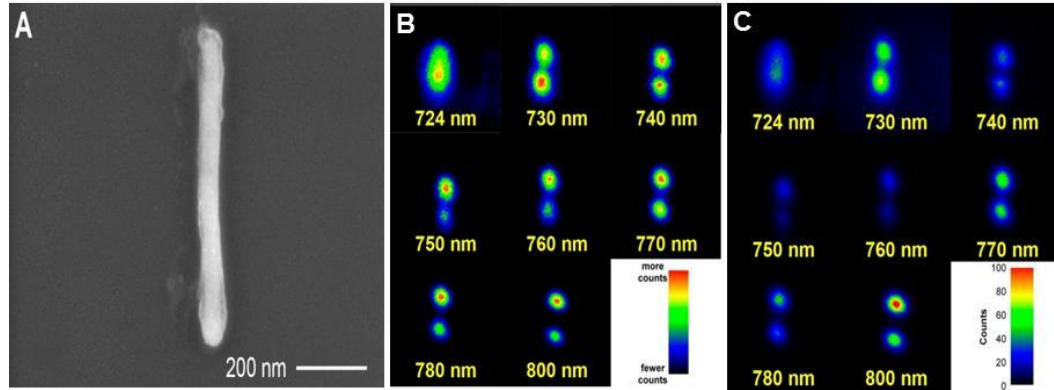 A
200 nm
B
724 nm 730 nm 740 nm
750 nm 760 nm 770 nm
780 nm 800 nm
more
counts
fewer
counts
C
724 nm 730 nm 740 nm
750 nm 760 nm 770 nm
780 nm 800 nm
Counts
100
80
60
40
20
0